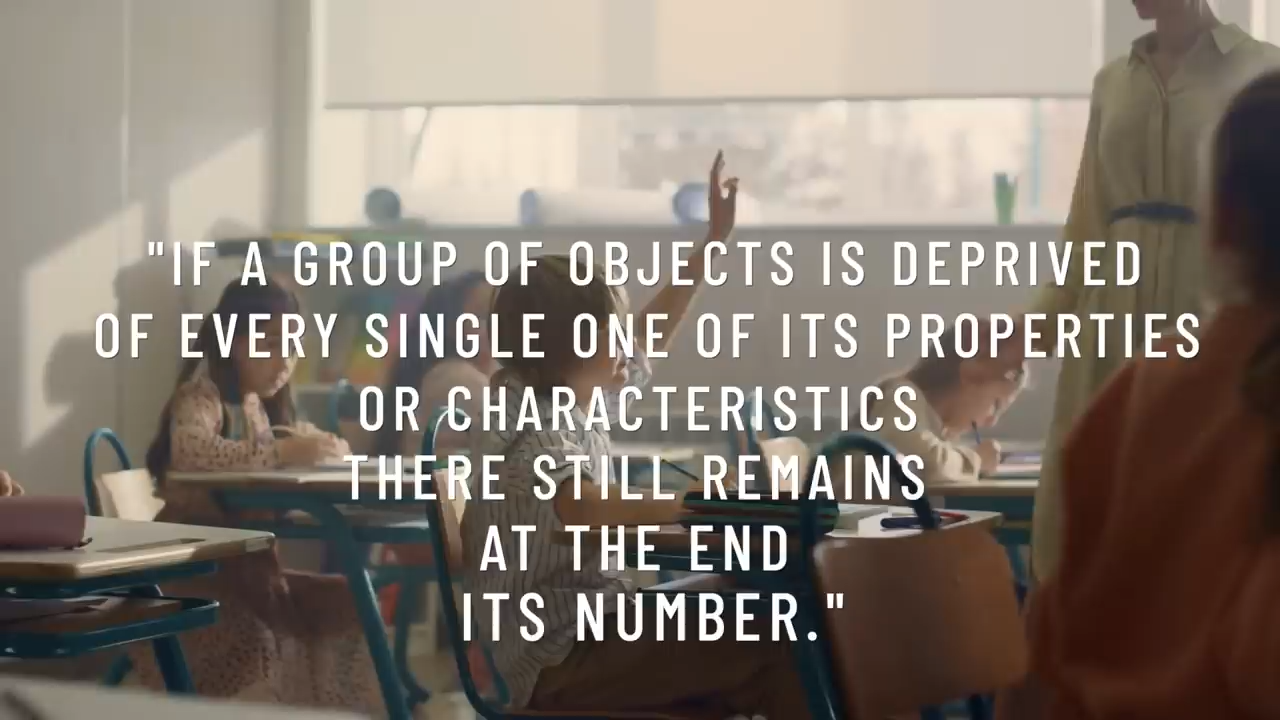 "IF A GROUP OF OBJECTS IS DEPRIVED
OF EVERY SINGLE ONE OF ITS PROPERTIES
OR CHARACTERISTICS
THERE STILL REMAINS
AT THE END
ITS NUMBER."